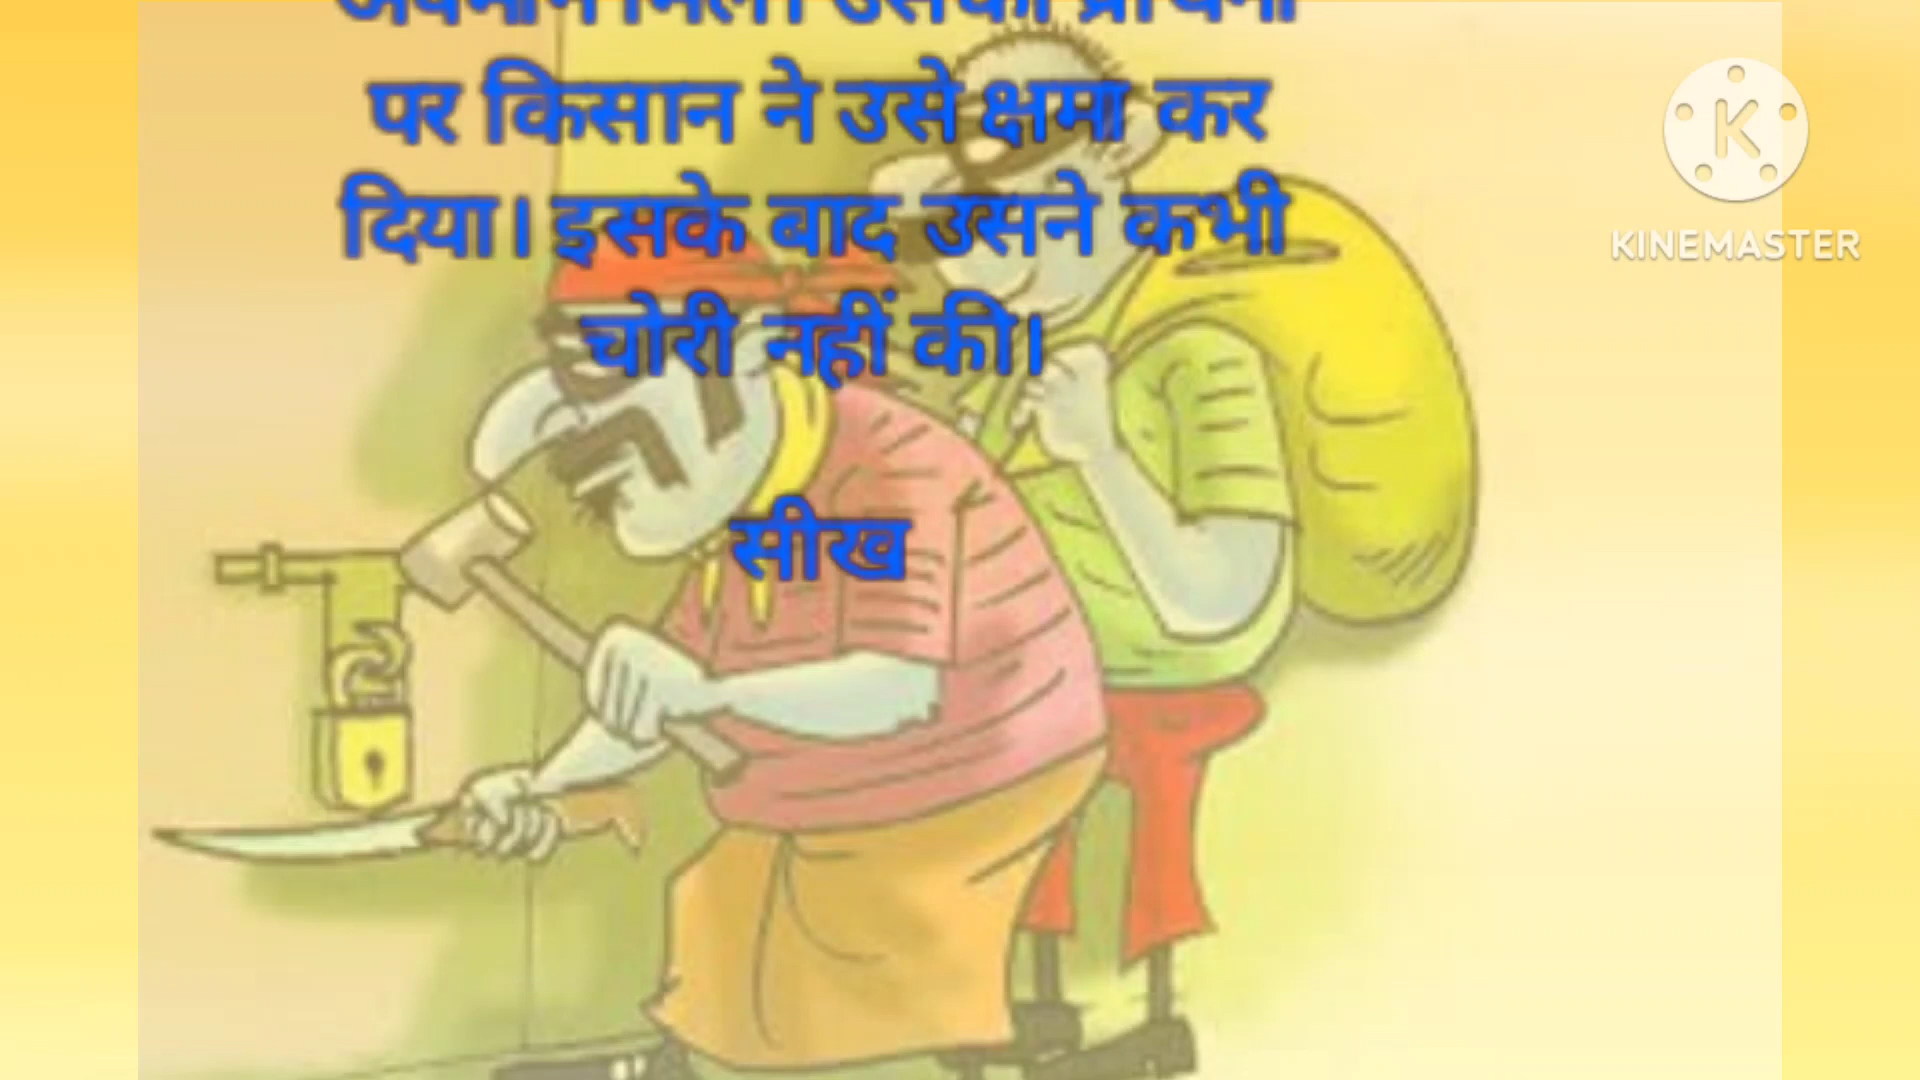 पर किसान ने उसे क्षमा कर
दिया। इसके बाद उसने कभी
चोरी नहीं की।
सीख
K
KINEMASTER